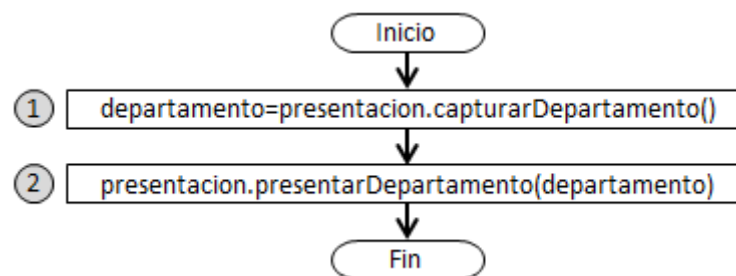 Inicio
1 departamento=presentacion.capturarDepartamento()
2 presentacion.presentarDepartamento(departamento)
Fin